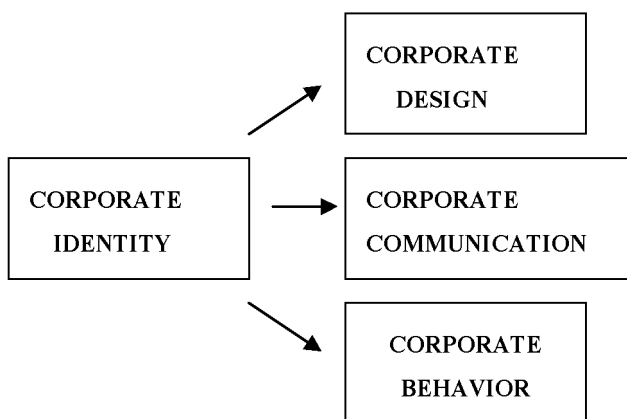 CORPORATE
DESIGN
CORPORATE
IDENTITY
CORPORATE
COMMUNICATION
CORPORATE
BEHAVIOR